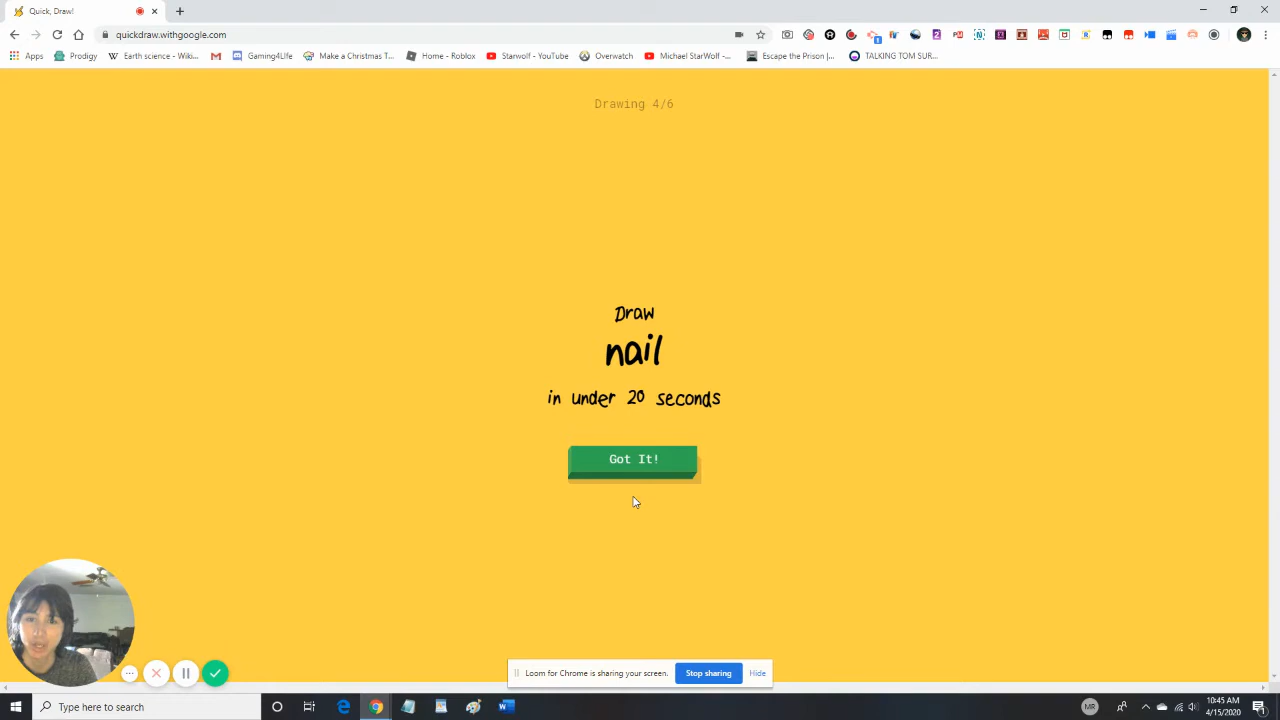 Quick, Draw!
quickdraw.withgoogle.com
Apps Prodigy Earth science - Wiki... Gaming4Life Make a Christmas T... Home - Roblox Starwolf - YouTube Overwatch Michael StarWolf -... Escape the Prison |... TALKING TOM SUR...
Drawing 4/6
Draw
nail
in under 20 seconds
Got It!
Loom for Chrome is sharing your screen. Stop sharing Hide
Type here to search
MR
10:45 AM
4/15/2020